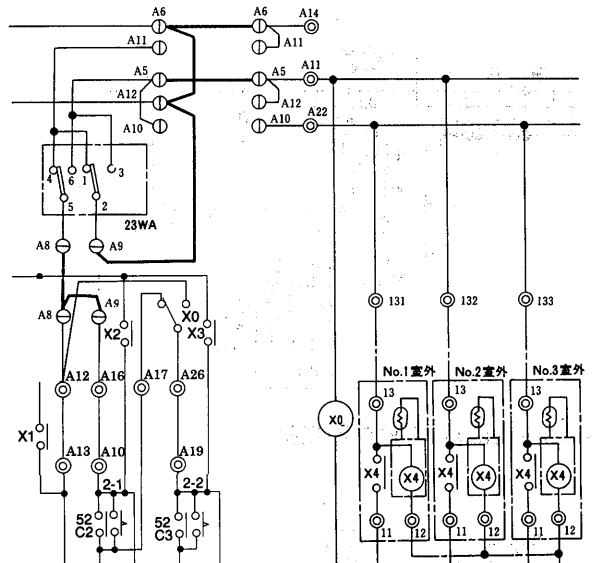 A6 A6 A14
A11 A11
A5 A5 A11
A12 A12
A10 A10 A22
4 6 1 3
5 2
23WA
A8 A9
A8 A9 X2 X0 X3 131 132 133
No.1室外 No.2室外 No.3室外
A12 A16 A17 A26 13 13 13
X1 X0
A13 A10 A19 X4 X4 X4 X4 X4 X4
2-1 2-2
52 C2 52 C3
11 12 11 12 11 12